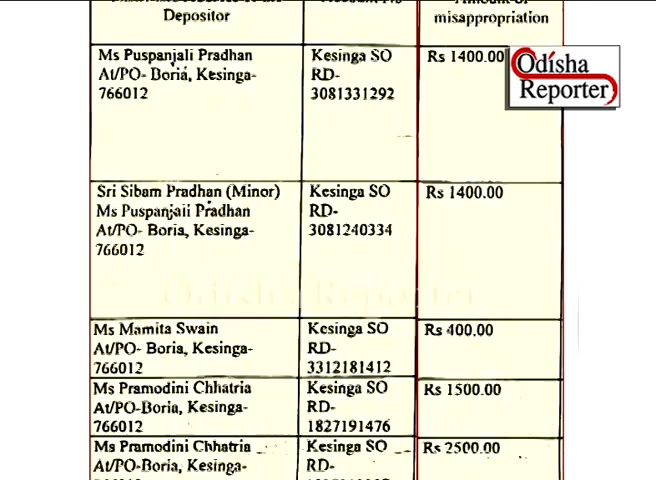 Depositor
misappropriation
Ms Puspanjali Pradhan
At/PO- Boria, Kesinga-
766012
Kesinga SO
RD-
3081331292
Rs 1400.00
Odisha
Reporter
Sri Sibam Pradhan (Minor)
Ms Puspanjali Pradhan
At/PO- Boria, Kesinga-
766012
Kesinga SO
RD-
3081240334
Rs 1400.00
Odisha Reporter
Ms Mamita Swain
At/PO- Boria, Kesinga-
766012
Kesinga SO
RD-
3312181412
Rs 400.00
Ms Pramodini Chhatria
At/PO-Boria, Kesinga-
766012
Kesinga SO
RD-
1827191476
Rs 1500.00
Ms Pramodini Chhatria
At/PO-Boria, Kesinga-
Kesinga SO
RD-
Rs 2500.00